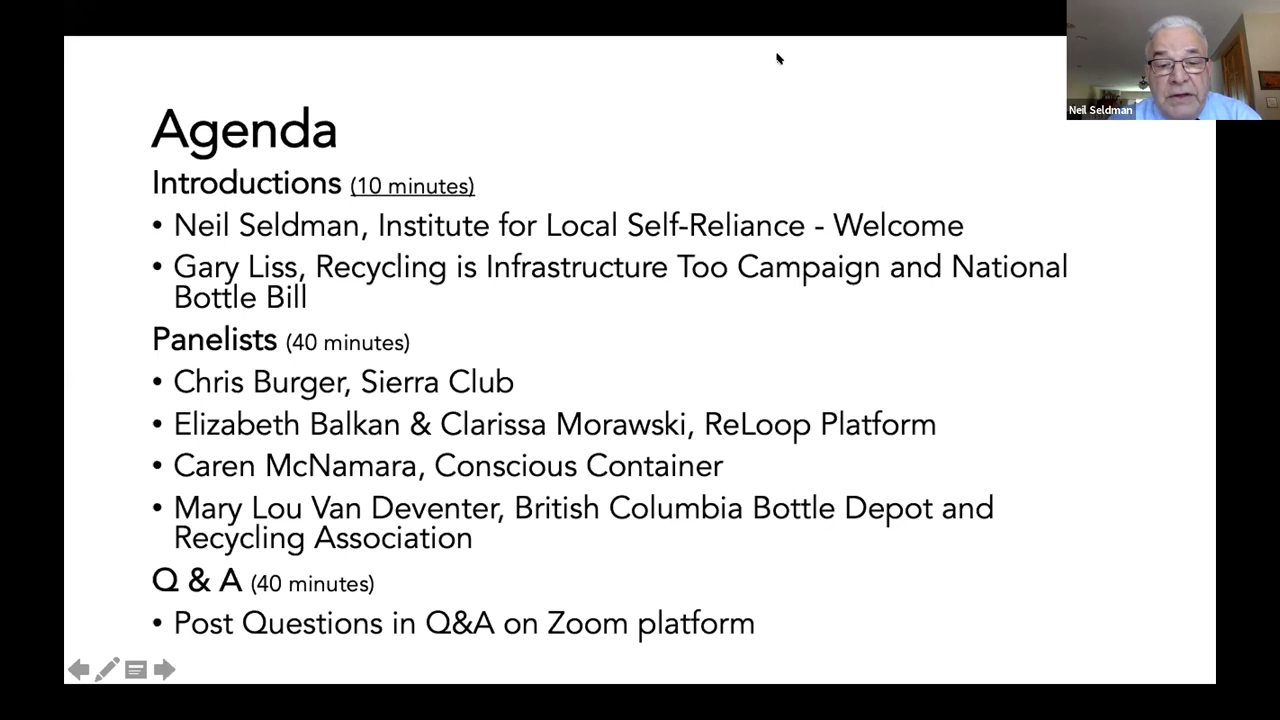 Neil Seldman
Agenda
Introductions (10 minutes)
• Neil Seldman, Institute for Local Self-Reliance - Welcome
• Gary Liss, Recycling is Infrastructure Too Campaign and National
Bottle Bill
Panelists (40 minutes)
• Chris Burger, Sierra Club
• Elizabeth Balkan & Clarissa Morawski, ReLoop Platform
• Caren McNamara, Conscious Container
• Mary Lou Van Deventer, British Columbia Bottle Depot and
Recycling Association
Q & A (40 minutes)
• Post Questions in Q&A on Zoom platform